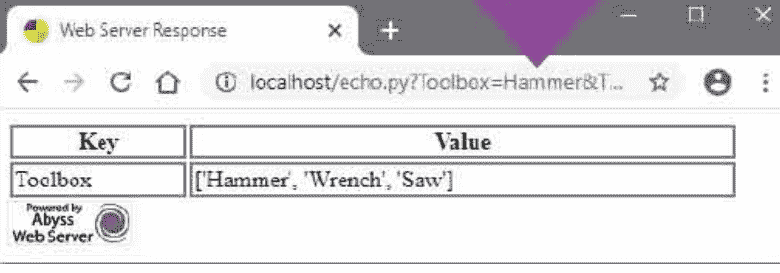 Web Server Response
localhost/echo.py?Toolbox=Hammer&T...
Key Value
Toolbox ['Hammer', 'Wrench', 'Saw']
Powered by
Abyss
Web Server